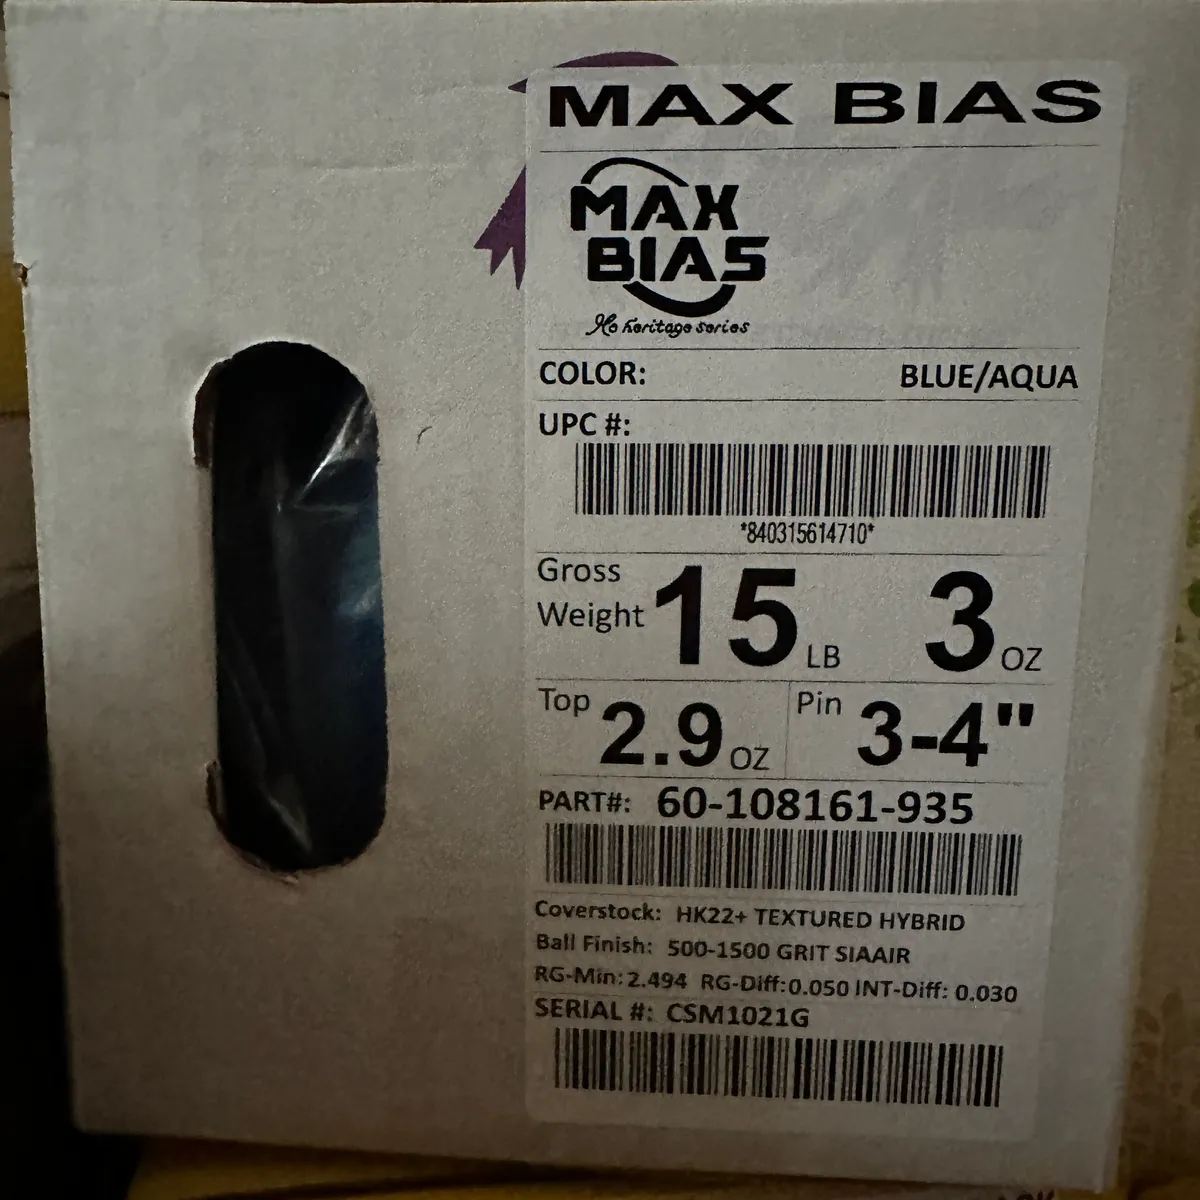 MAX BIAS
MAX
BIAS
He heritage series
COLOR: BLUE/AQUA
UPC #:
*840315614710*
Gross
Weight 15 LB 3 OZ
Top 2.9 OZ Pin 3-4"
PART#: 60-108161-935
Coverstock: HK22+ TEXTURED HYBRID
Ball Finish: 500-1500 GRIT SIAAIR
RG-Min: 2.494 RG-Diff:0.050 INT-Diff: 0.030
SERIAL #: CSM1021G